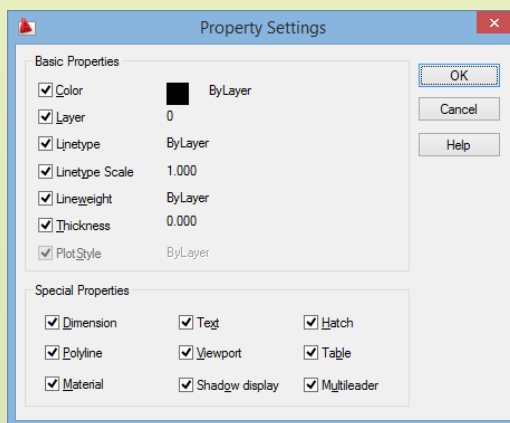 Property Settings
Basic Properties
Color ByLayer
Layer 0
Linetype ByLayer
Linetype Scale 1.000
Lineweight ByLayer
Thickness 0.000
PlotStyle ByLayer
OK
Cancel
Help
Special Properties
Dimension Text Hatch
Polyline Viewport Table
Material Shadow display Multileader